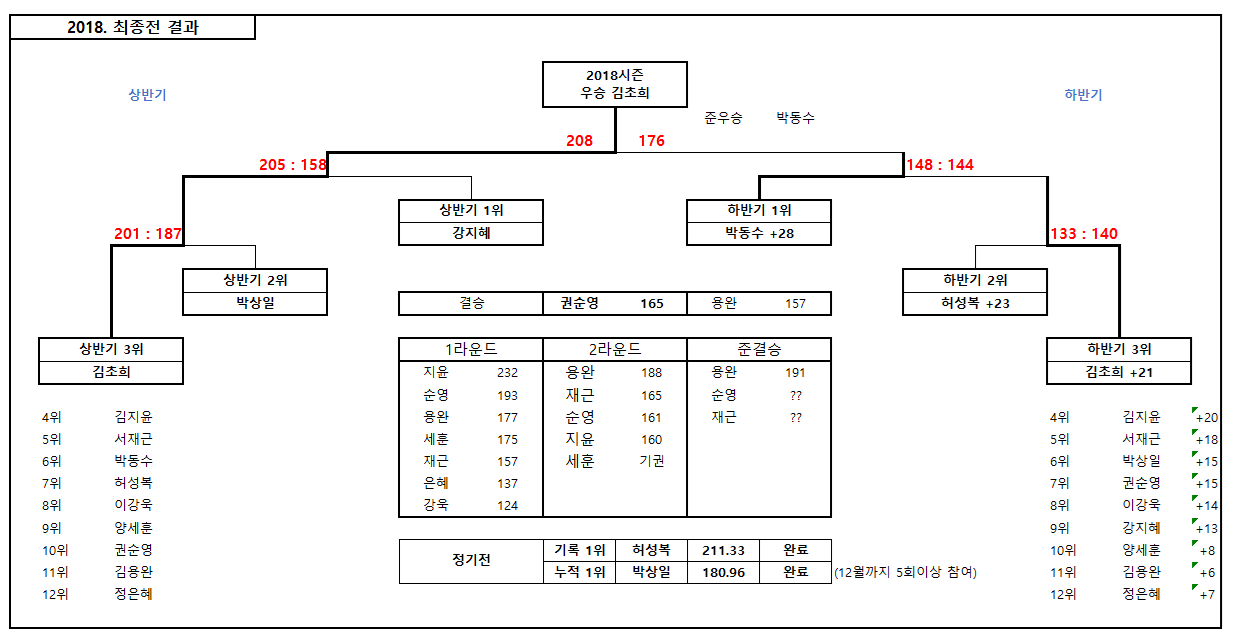 2018. 최종전 결과
2018시즌
우승 김초희
상반기
하반기
준우승 박동수
208 176
205 : 158
148 : 144
상반기 1위
강지혜
하반기 1위
박동수 +28
201 : 187
133 : 140
상반기 2위
박상일
하반기 2위
허성복 +23
결승 권순영 165 용완 157
상반기 3위
김초희
하반기 3위
김초희 +21
1라운드 2라운드 준결승
지윤 232 용완 188 용완 191
순영 193 재근 165 순영 ??
용완 177 순영 161 재근 ??
세훈 175 지윤 160
재근 157 세훈 기권
은혜 137
강욱 124
4위 김지윤
5위 서재근
6위 박동수
7위 허성복
8위 이강욱
9위 양세훈
10위 권순영
11위 김용완
12위 정은혜
4위 김지윤 +20
5위 서재근 +18
6위 박상일 +15
7위 권순영 +15
8위 이강욱 +14
9위 강지혜 +13
10위 양세훈 +8
11위 김용완 +6
12위 정은혜 +7
정기전
기록 1위 허성복 211.33 완료
누적 1위 박상일 180.96 완료 (12월까지 5회이상 참여)